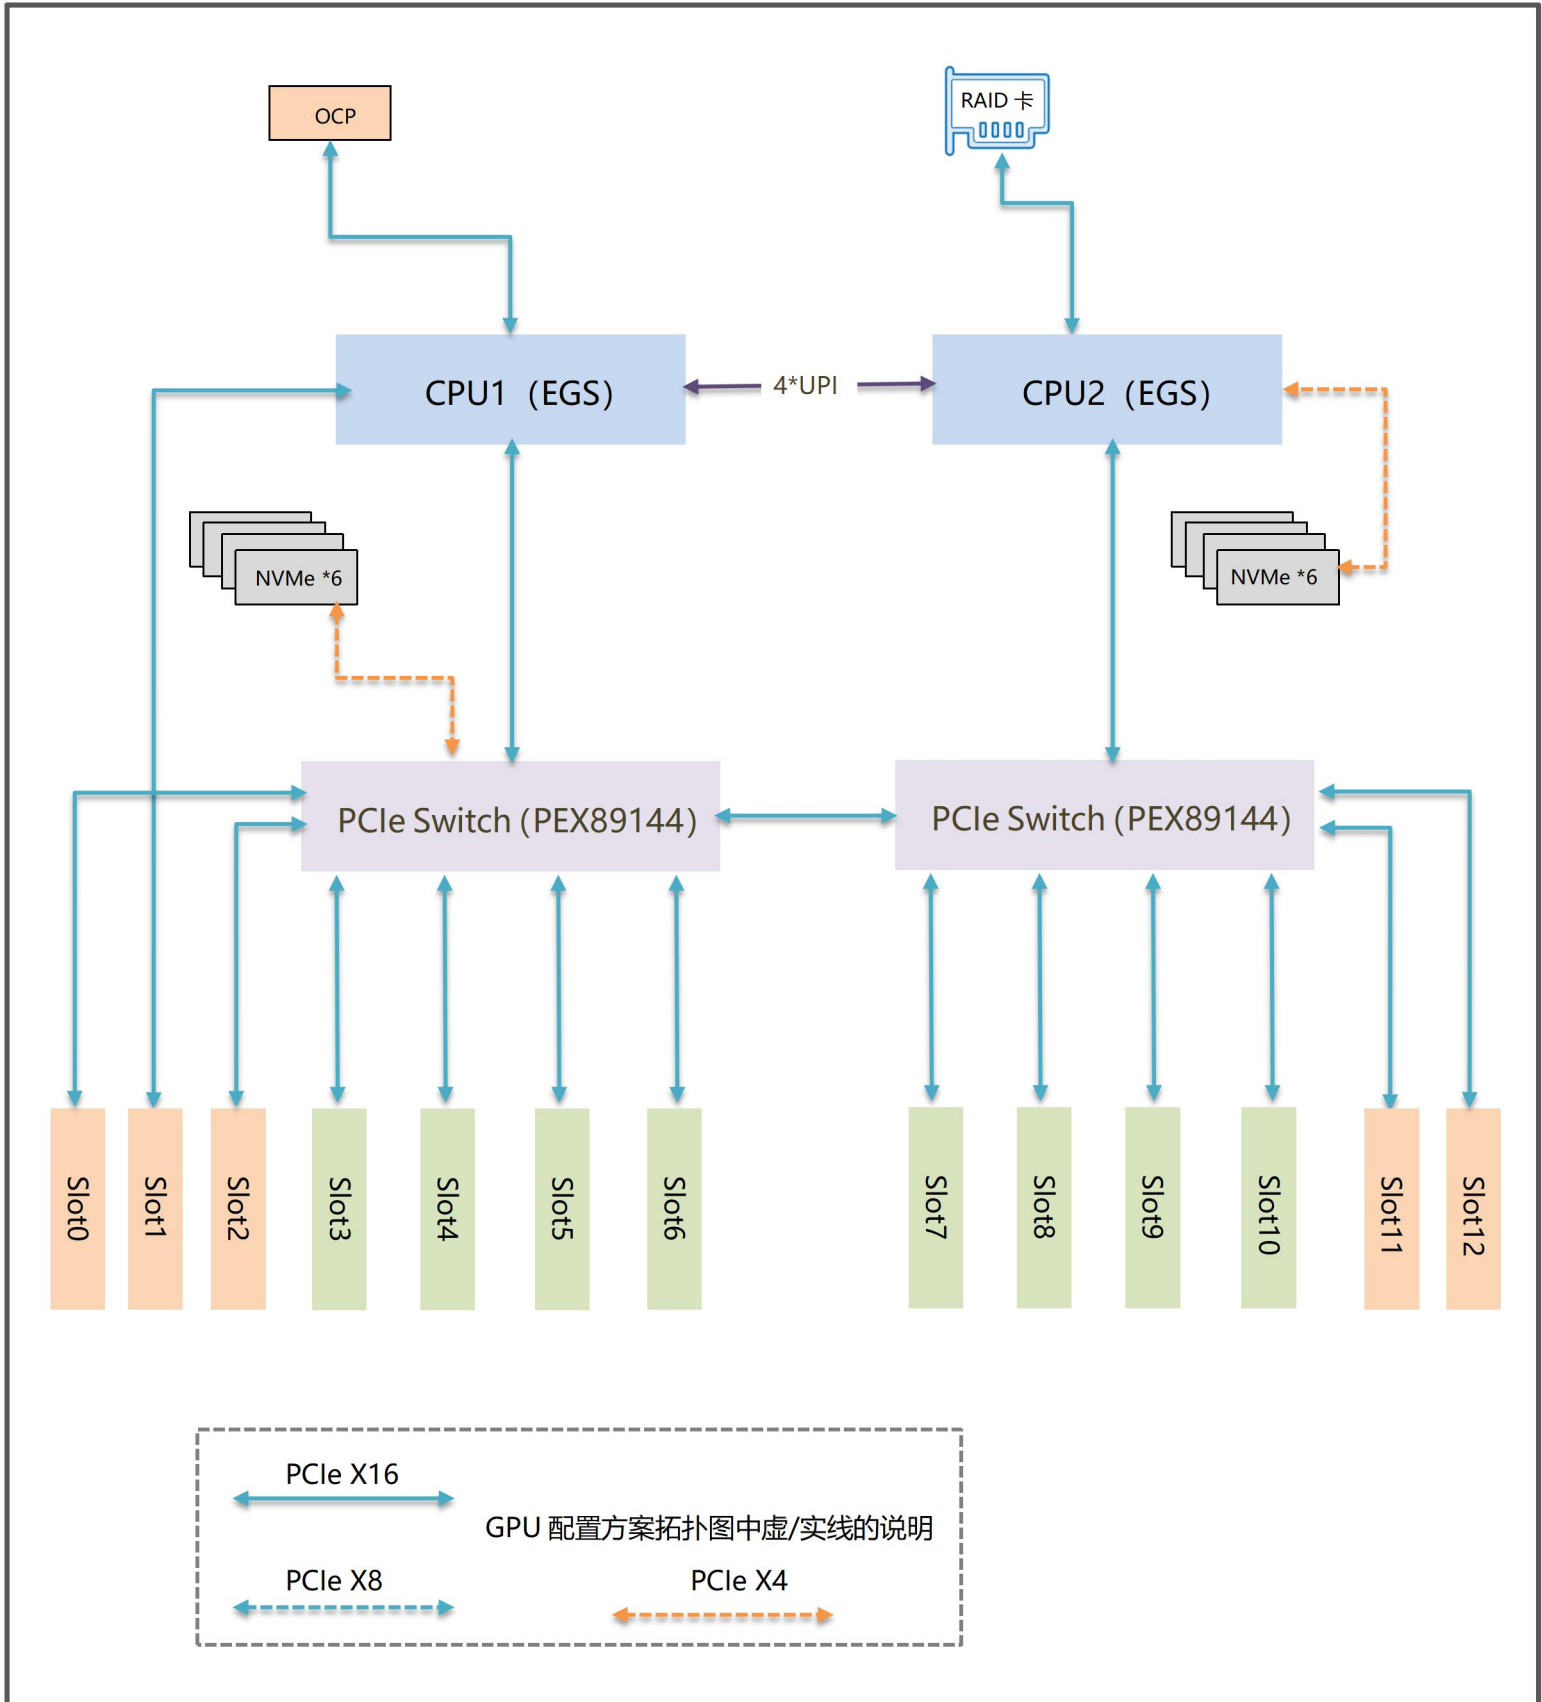 OCP
RAID 卡
CPU1（EGS）
4*UPI
CPU2（EGS）
NVMe *6
NVMe *6
PCIe Switch（PEX89144）
PCIe Switch（PEX89144）
Slot0
Slot1
Slot2
Slot3
Slot4
Slot5
Slot6
Slot7
Slot8
Slot9
Slot10
Slot11
Slot12
PCIe X16
GPU 配置方案拓扑图中虚/实线的说明
PCIe X8
PCIe X4